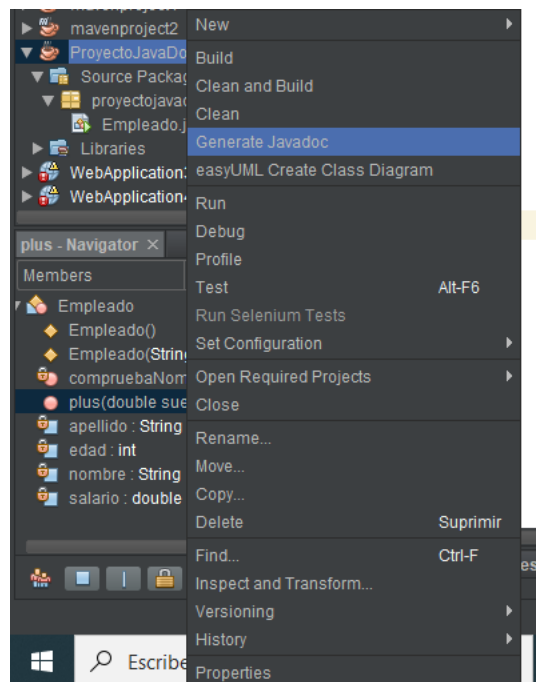 mavenproject2
ProyectoJavaDo
Source Packag
proyectojavad
Empleado.j
Libraries
WebApplication
WebApplication
plus - Navigator ×
Members
Empleado
Empleado()
Empleado(String
compruebaNom
plus(double sue
apellido : String
edad : int
nombre : String
salario : double
Escribe
New
Build
Clean and Build
Clean
Generate Javadoc
easyUML Create Class Diagram
Run
Debug
Profile
Test Alt-F6
Run Selenium Tests
Set Configuration
Open Required Projects
Close
Rename...
Move...
Copy...
Delete Suprimir
Find... Ctrl-F
Inspect and Transform...
Versioning
History
Properties
es